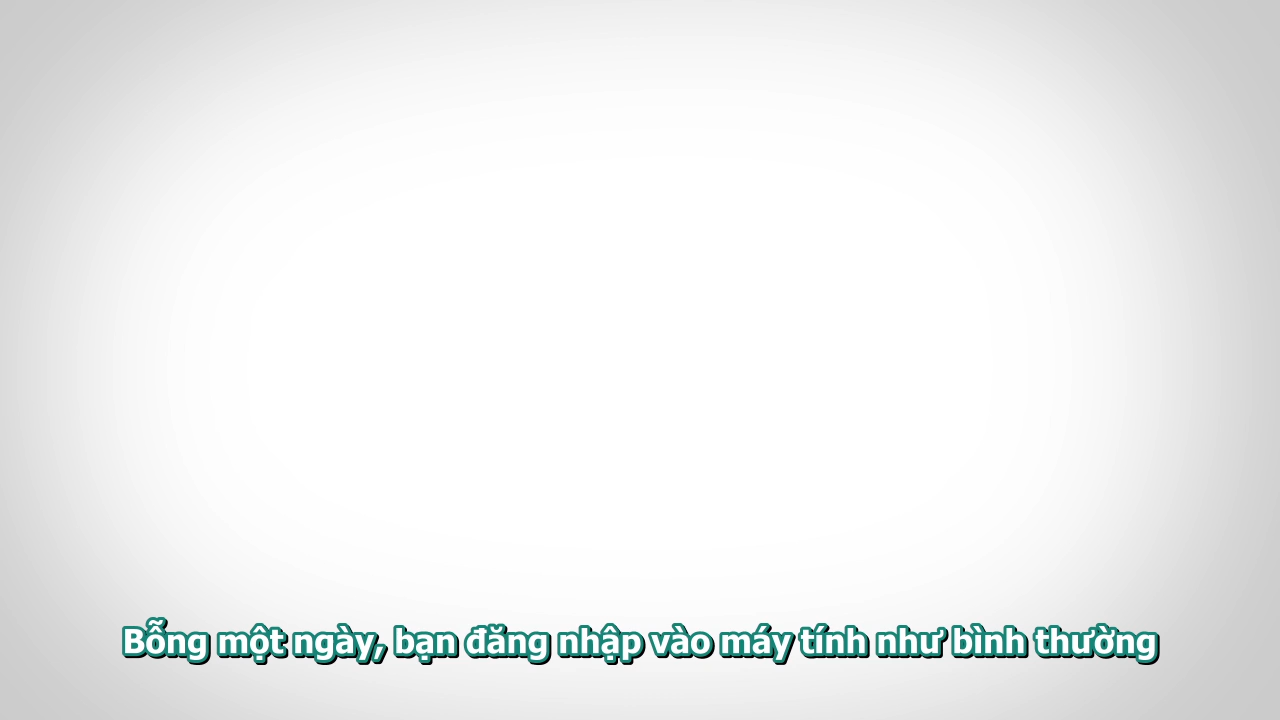 Bỗng một ngày, bạn đăng nhập vào máy tính như bình thường